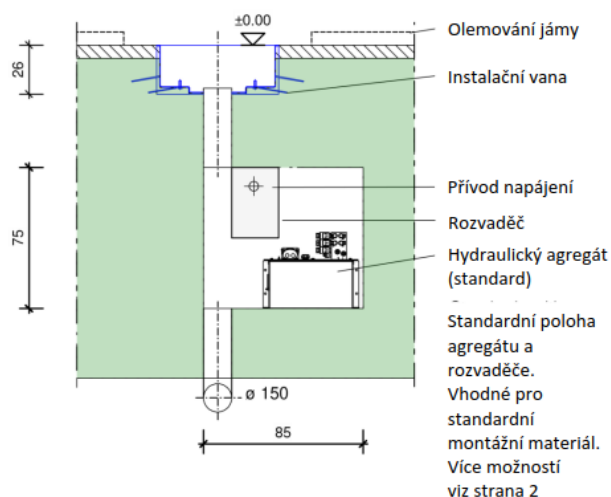 ±0.00
Olemování jámy
26
Instalační vana
Přívod napájení
75
Rozvaděč
Hydraulický agregát
(standard)
Standardní poloha
agregátu a
rozvaděče.
Vhodné pro
standardní
montážní materiál.
Více možností
viz strana 2
ø 150
85